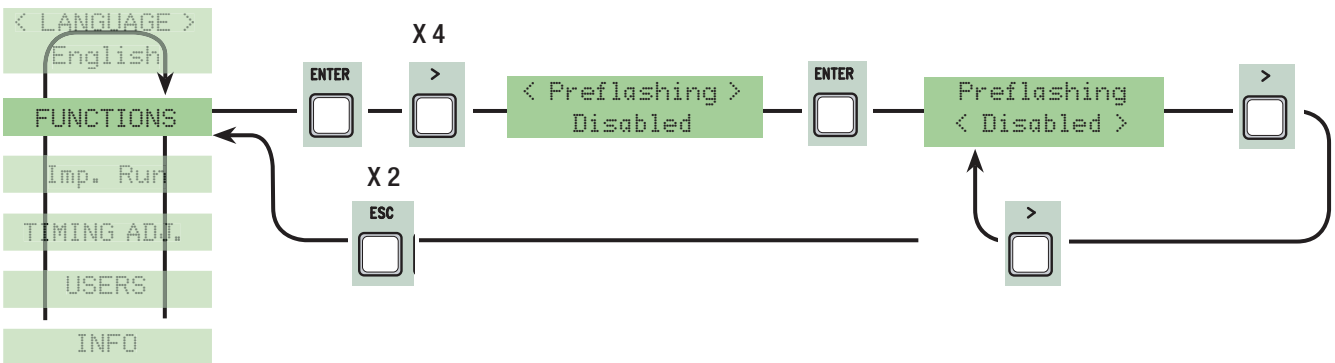 < LANGUAGE >
English
FUNCTIONS
Imp. Run
TIMING ADJ.
USERS
INFO
ENTER
X 4
>
< Preflashing >
Disabled
ENTER
Preflashing
< Disabled >
>
>
X 2
ESC